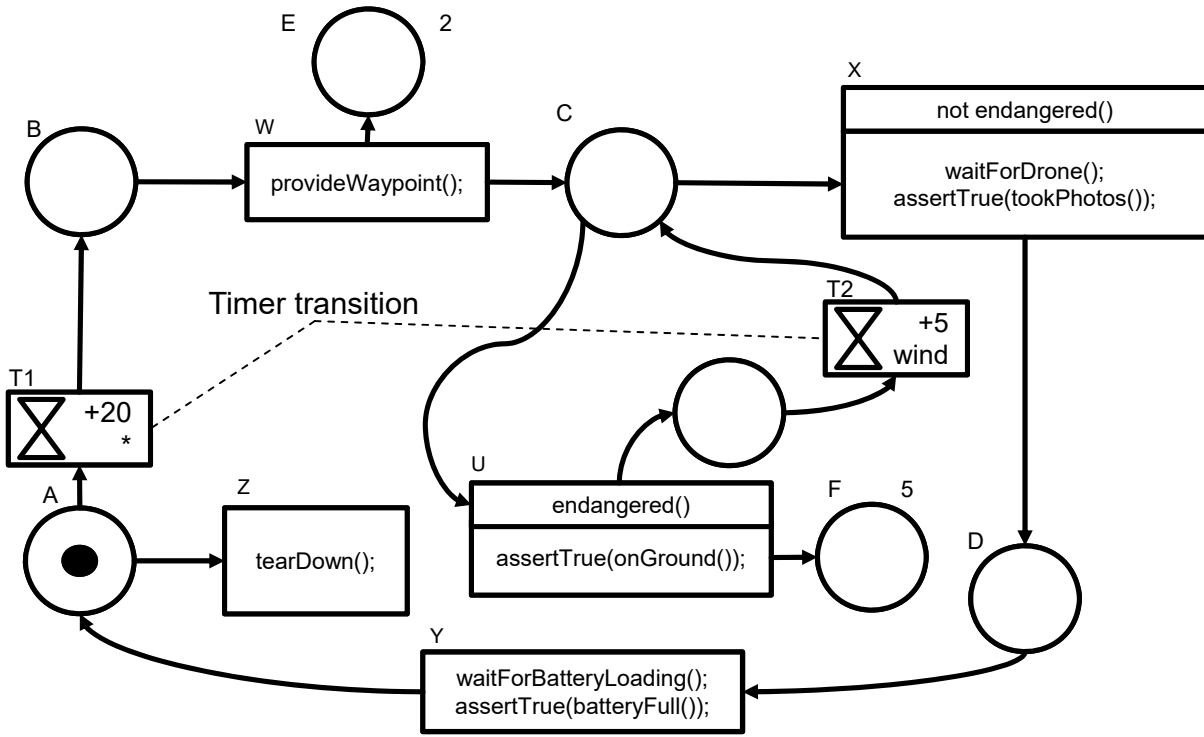 E
2
X
not endangered()
waitForDrone();
assertTrue(tookPhotos());
B
W
provideWaypoint();
C
Timer transition
T2
+5
wind
T1
+20
*
A
Z
tearDown();
U
endangered()
assertTrue(onGround());
F
5
D
Y
waitForBatteryLoading();
assertTrue(batteryFull());